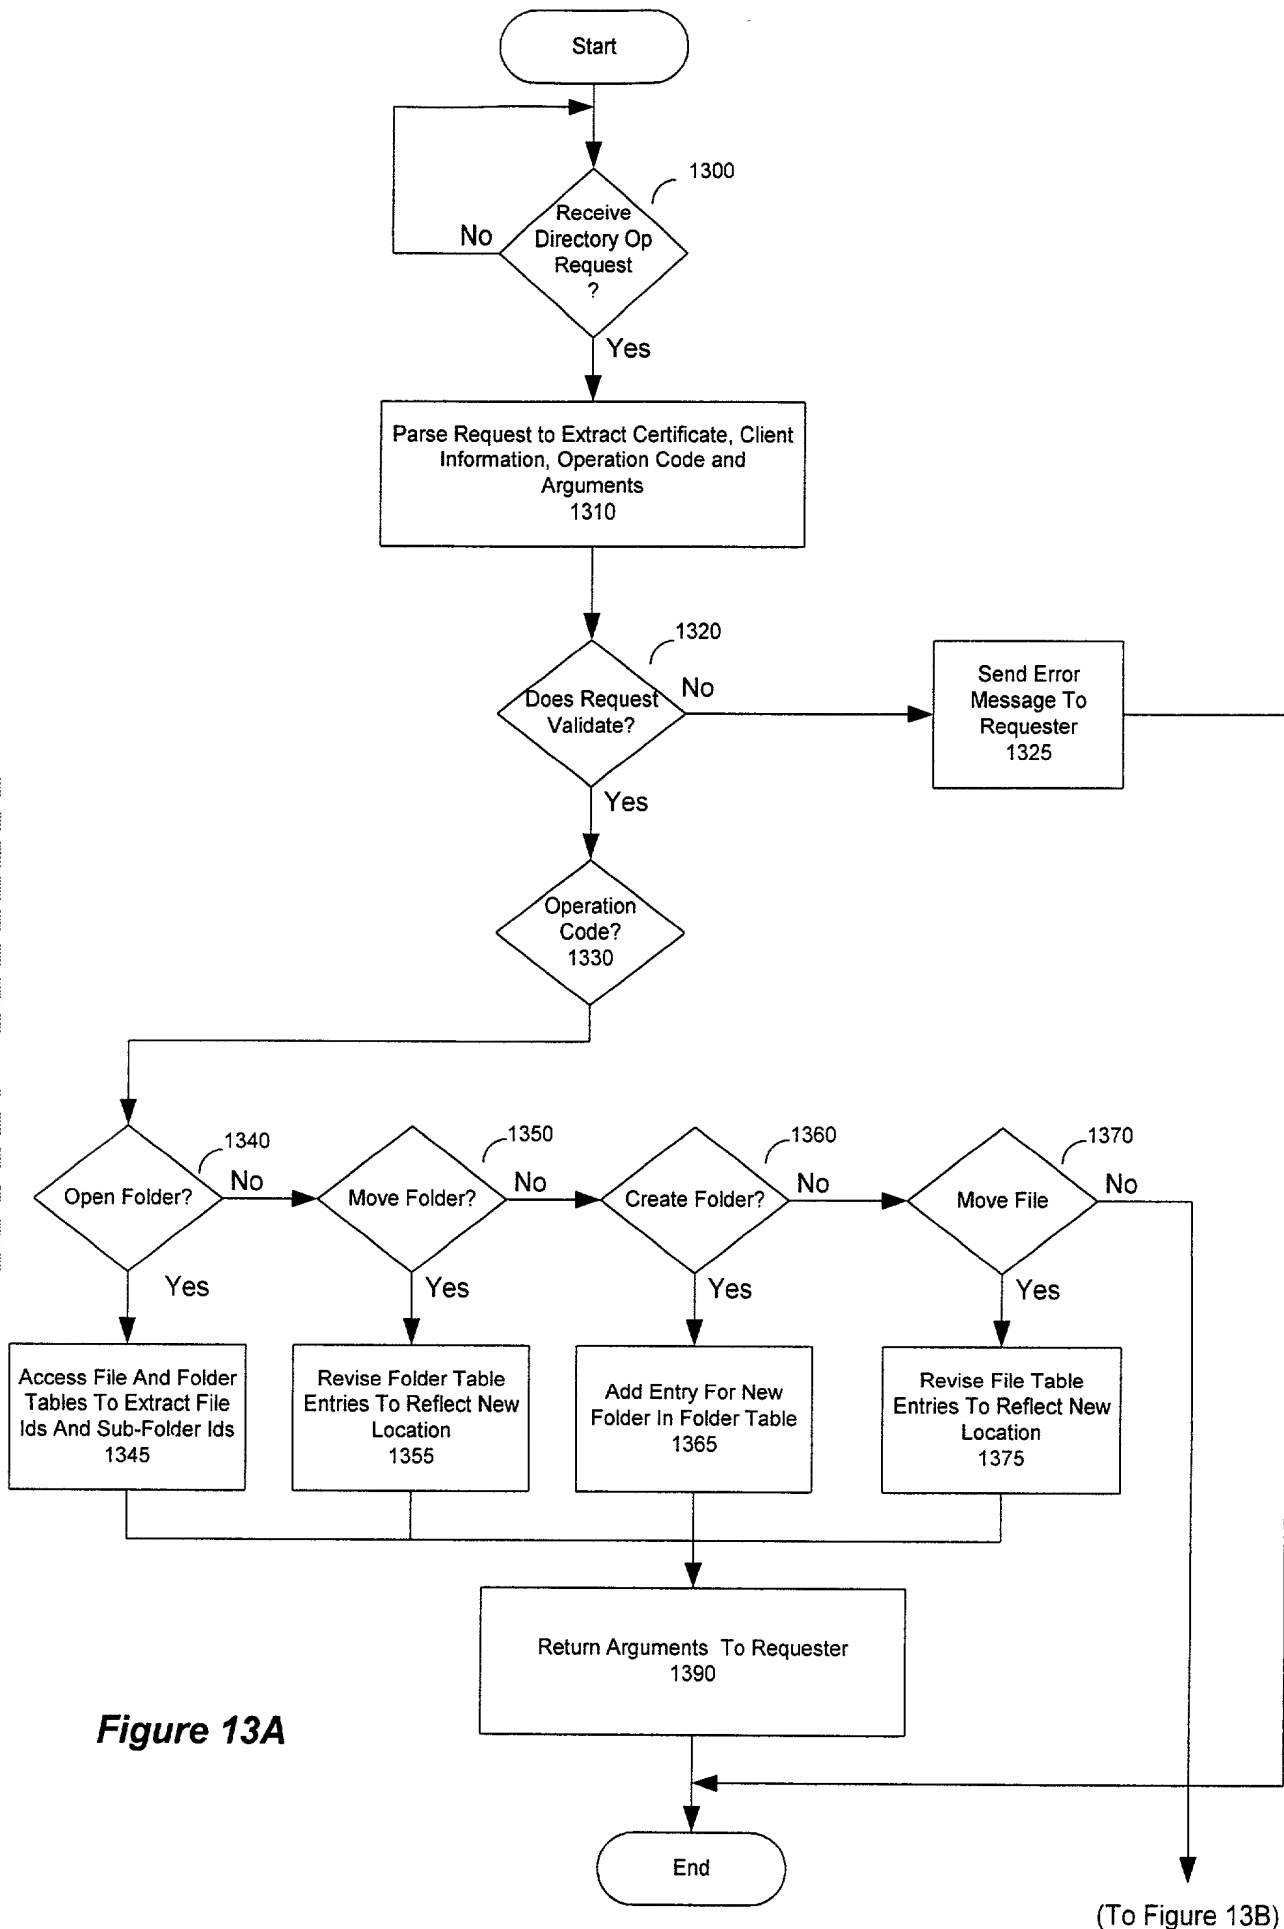 Start
1300
Receive
Directory Op
Request
?
No
Yes
Parse Request to Extract Certificate, Client
Information, Operation Code and
Arguments
1310
1320
Does Request
Validate?
No
Send Error
Message To
Requester
1325
Yes
Operation
Code?
1330
1340
Open Folder?
No
1350
Move Folder?
No
1360
Create Folder?
No
1370
Move File
No
Yes
Yes
Yes
Yes
Access File And Folder
Tables To Extract File
Ids And Sub-Folder Ids
1345
Revise Folder Table
Entries To Reflect New
Location
1355
Add Entry For New
Folder In Folder Table
1365
Revise File Table
Entries To Reflect New
Location
1375
Return Arguments To Requester
1390
Figure 13A
End
(To Figure 13B)